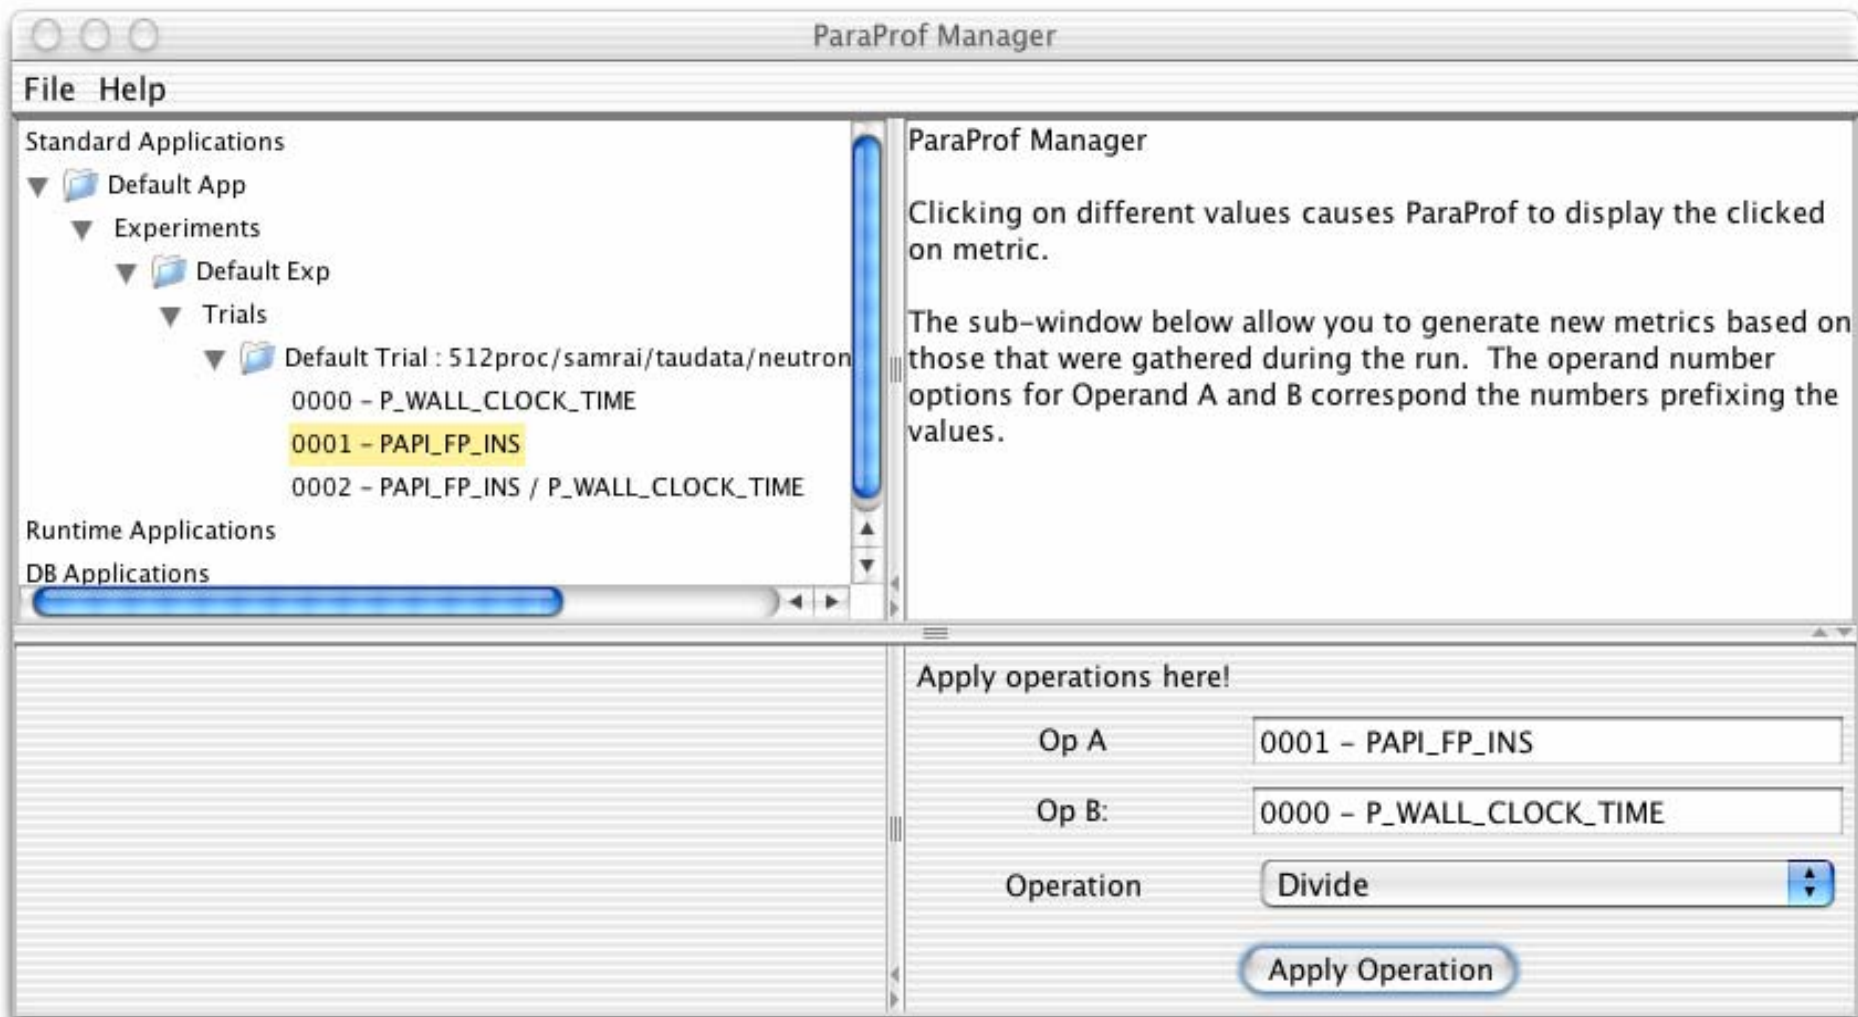 ParaProf Manager
File Help
Standard Applications
Default App
Experiments
Default Exp
Trials
Default Trial : 512proc/samrai/taudata/neutron
0000 – P_WALL_CLOCK_TIME
0001 – PAPI_FP_INS
0002 – PAPI_FP_INS / P_WALL_CLOCK_TIME
Runtime Applications
DB Applications
ParaProf Manager
Clicking on different values causes ParaProf to display the clicked
on metric.
The sub-window below allow you to generate new metrics based on
those that were gathered during the run. The operand number
options for Operand A and B correspond the numbers prefixing the
values.
Apply operations here!
Op A
0001 – PAPI_FP_INS
Op B:
0000 – P_WALL_CLOCK_TIME
Operation
Divide
Apply Operation